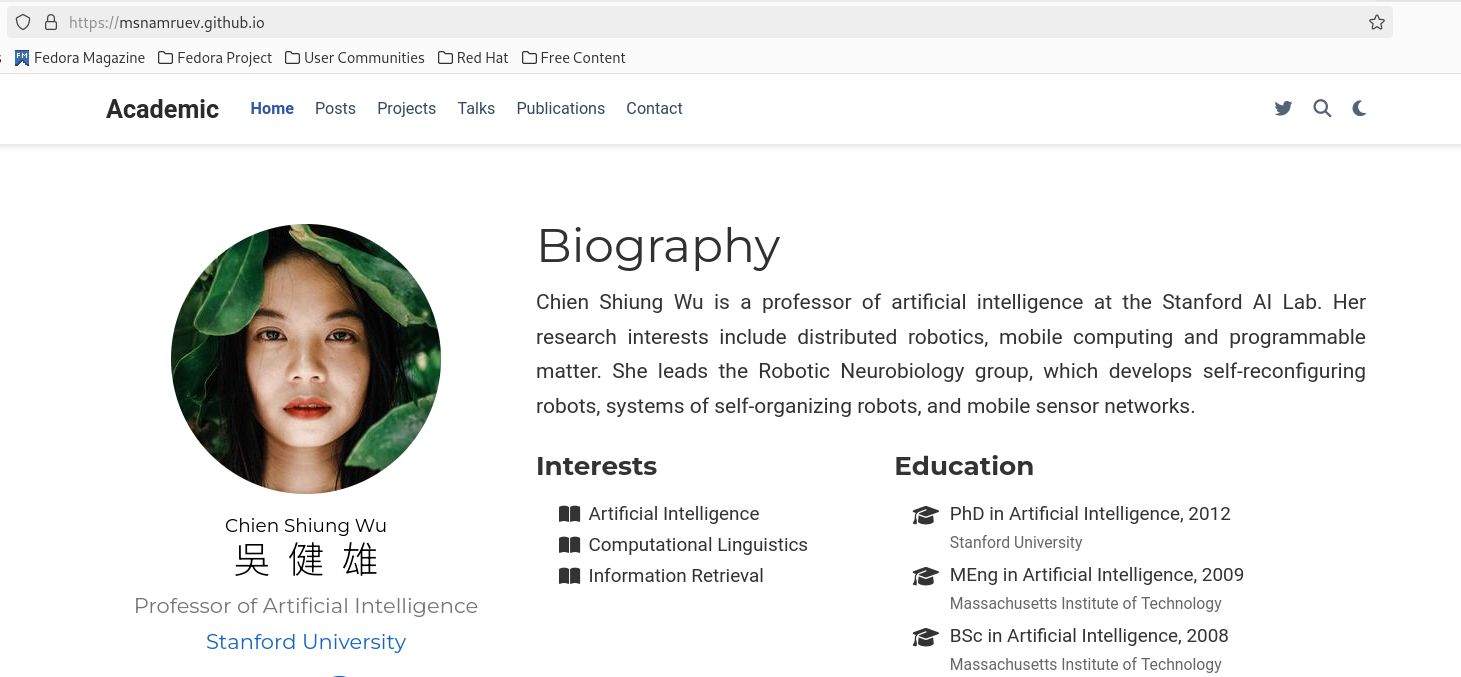 https://msnamruev.github.io
Fedora Magazine Fedora Project User Communities Red Hat Free Content
Academic Home Posts Projects Talks Publications Contact
Biography
Chien Shiung Wu is a professor of artificial intelligence at the Stanford AI Lab. Her
research interests include distributed robotics, mobile computing and programmable
matter. She leads the Robotic Neurobiology group, which develops self-reconfiguring
robots, systems of self-organizing robots, and mobile sensor networks.
Chien Shiung Wu
吳健雄
Professor of Artificial Intelligence
Stanford University
Interests
Artificial Intelligence
Computational Linguistics
Information Retrieval
Education
PhD in Artificial Intelligence, 2012
Stanford University
MEng in Artificial Intelligence, 2009
Massachusetts Institute of Technology
BSc in Artificial Intelligence, 2008
Massachusetts Institute of Technology